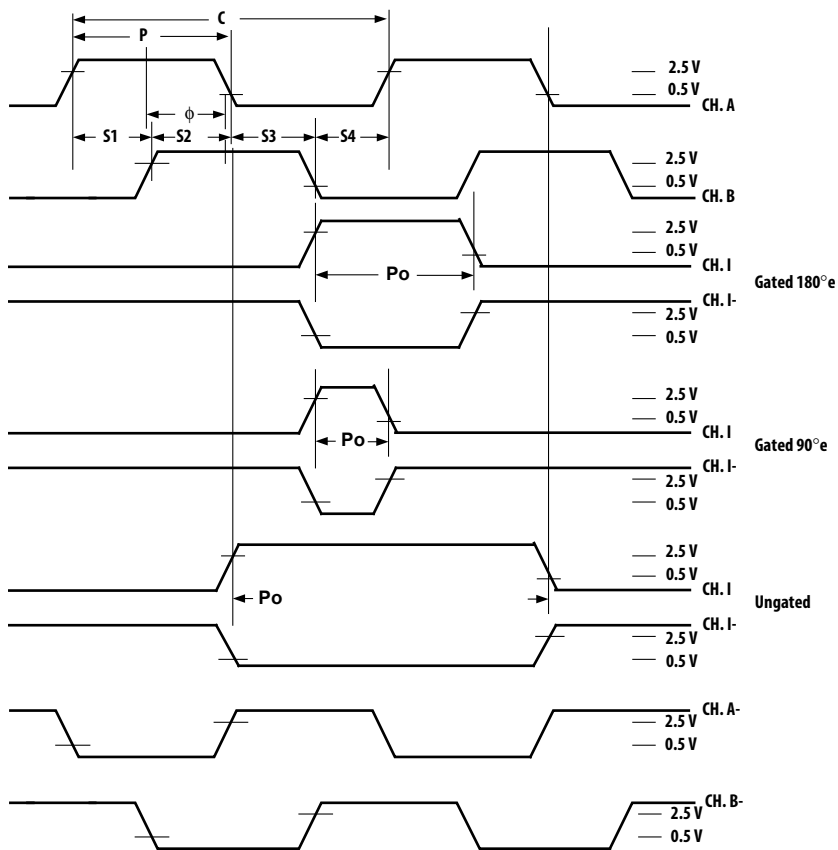 C
P
2.5 V
0.5 V
CH. A
ϕ
S1 S2 S3 S4
2.5 V
0.5 V
CH. B
2.5 V
0.5 V
CH. I
Po
Gated 180°e
CH. I-
2.5 V
0.5 V
2.5 V
0.5 V
CH. I
Po
Gated 90°e
CH. I-
2.5 V
0.5 V
2.5 V
0.5 V
CH. I
Po
Ungated
CH. I-
2.5 V
0.5 V
CH. A-
2.5 V
0.5 V
CH. B-
2.5 V
0.5 V